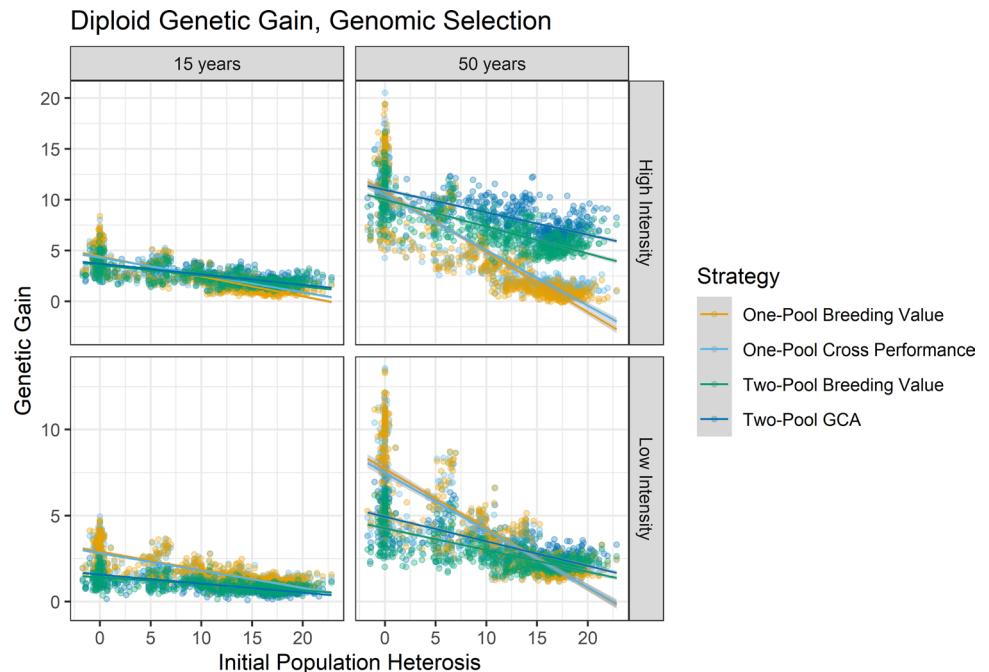 Diploid Genetic Gain, Genomic Selection
15 years
50 years
20
15
10
5
0
High Intensity
Genetic Gain
10
5
0
Low Intensity
0 5 10 15 20
0 5 10 15 20
Initial Population Heterosis
Strategy
One-Pool Breeding Value
One-Pool Cross Performance
Two-Pool Breeding Value
Two-Pool GCA